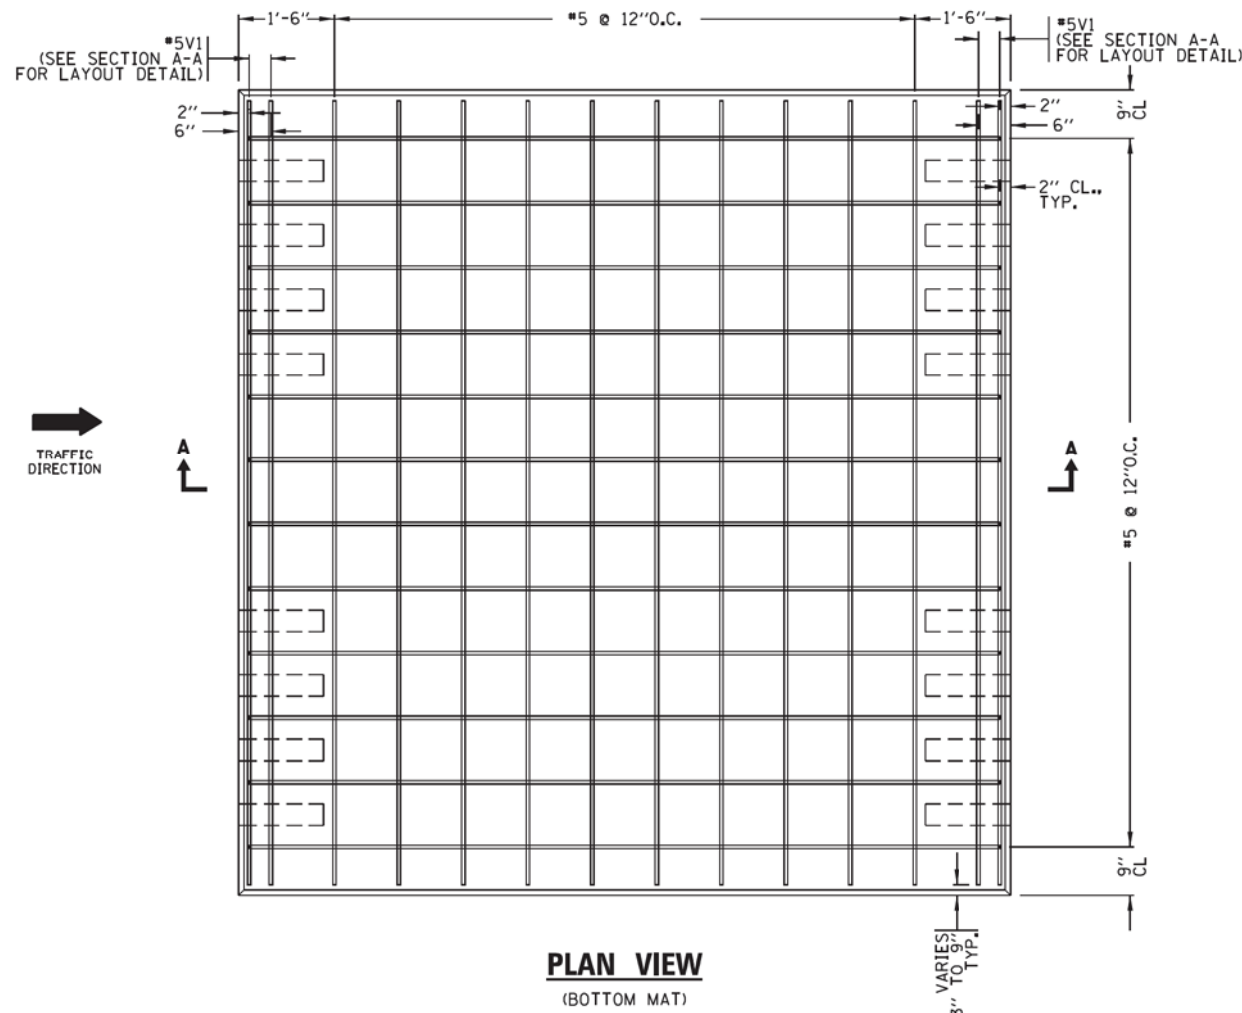 1'-6"
#5 @ 12"O.C.
1'-6"
#5V1
(SEE SECTION A-A
FOR LAYOUT DETAIL)
#5V1
(SEE SECTION A-A
FOR LAYOUT DETAIL)
2"
6"
2"
6"
9"
CL
2" CL.,
TYP.
TRAFFIC
DIRECTION
A
A
#5 @ 12"O.C.
9"
CL
VARIES
TO 9"
TYP.
PLAN VIEW
(BOTTOM MAT)